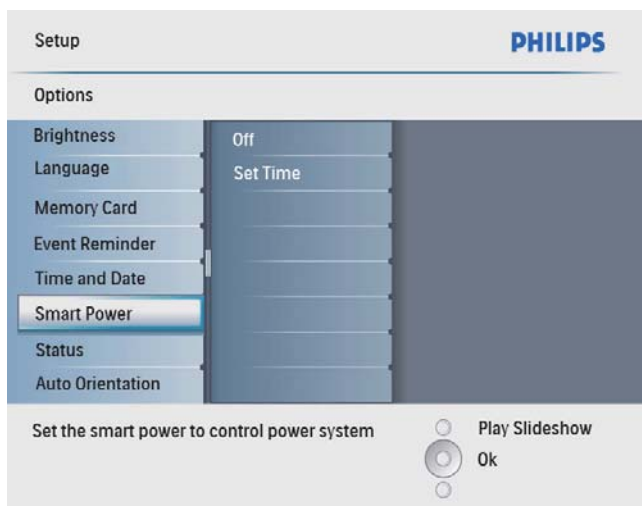 Setup
PHILIPS
Options
Brightness
Off
Language
Set Time
Memory Card
Event Reminder
Time and Date
Smart Power
Status
Auto Orientation
Set the smart power to control power system
Play Slideshow
Ok